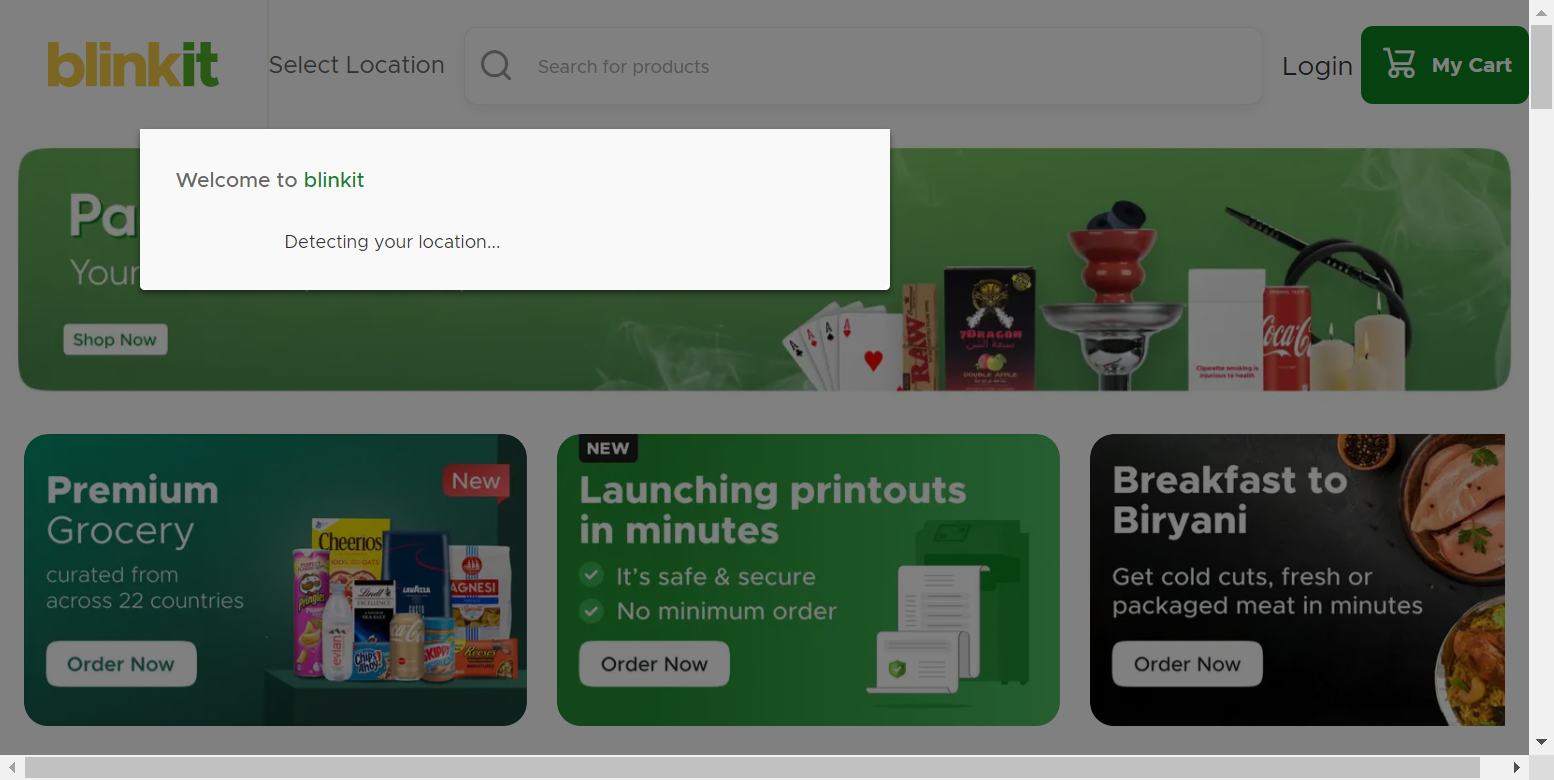 blinkit
Select Location
Search for products
Login
My Cart
Welcome to blinkit
Detecting your location...
Pa
Your
Shop Now
RAW
7DRAGON
DOUBLE APPLE
Cigarette smoking is
injurious to health
Coca-C
Premium
Grocery
curated from
across 22 countries
Order Now
New
Cheerios
Pringles
evian
Lindt
EXCELLENCE
SEA SALT
LAVAZZA
AGNESI
Chips
Ahoy!
SKIPPY
Reese's
NEW
Launching printouts
in minutes
It's safe & secure
No minimum order
Order Now
Breakfast to
Biryani
Get cold cuts, fresh or
packaged meat in minutes
Order Now